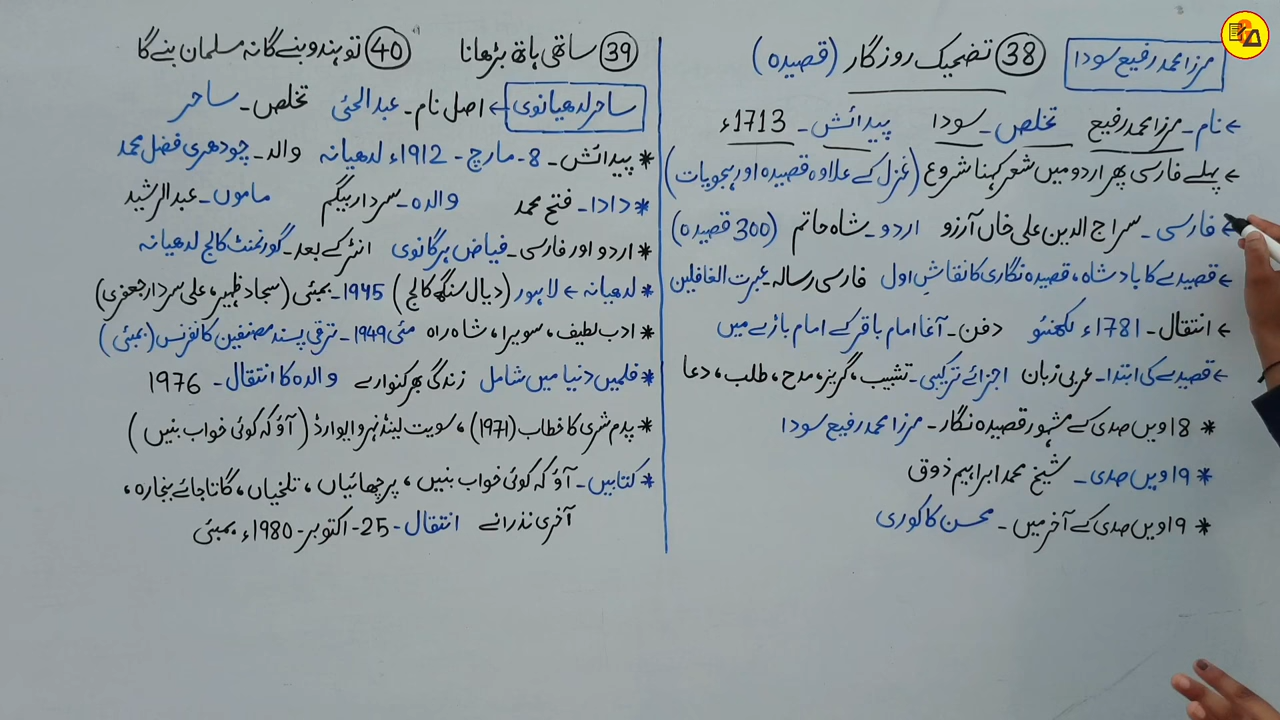 مرزا محمد رفیع سودا
38 تضحیک روزگار (قصیدہ)
← نام۔ مرزا محمد رفیع تخلص۔ سودا پیدائش۔ 1713ء
← پہلے فارسی پھر اردو میں شعر کہنا شروع (غزل کے علاوہ قصیدہ اور ہجویات)
← فارسی۔ سراج الدین علی خاں آرزو اردو۔ شاہ حاتم (300 قصیدہ)
← قصیدے کا بادشاہ، قصیدہ نگاری کا نقاشِ اول فارسی رسالہ۔ عبرت الغافلین
← انتقال۔ 1781ء لکھنئو دفن۔ آغا امام باقر کے امام باڑے میں
← قصیدے کی ابتدا۔ عربی زبان اجزائے ترکیبی۔ تشبیب، گریز، مدح، طلب، دعا
* 18ویں صدی کے مشہور قصیدہ نگار۔ مرزا محمد رفیع سودا
* 19ویں صدی۔ شیخ محمد ابراہیم ذوق
* 19ویں صدی کے آخر میں۔ محسن کاکوری
39 ساتھی ہاتھ بڑھانا 40 تو ہندو بنے گا نہ مسلمان بنے گا
ساحر لدھیانوی ← اصل نام۔ عبدالحئی تخلص۔ ساحر
* پیدائش۔ 8۔ مارچ۔ 1912ء لدھیانہ والد۔ چودھری فضل محمد
* دادا۔ فتح محمد والدہ۔ سردار بیگم ماموں۔ عبدالرشید
* اردو اور فارسی۔ فیاض ہرگانوی انٹر کے بعد۔ گورنمنٹ کالج لدھیانہ
* لدھیانہ ← لاہور (دیال سنگھ کالج) 1945۔ بمبئی (سجاد ظہیر، علی سردار جعفری)
* ادب لطیف، سویرا، شاہ راہ مئی 1949۔ ترقی پسند مصنفین کانفرنس (بمبئی)
* فلمیں دنیا میں شامل زندگی بھر کنوارے والدہ کا انتقال۔ 1976
* پدم شری کا خطاب (1971)، سویت لینڈ نہرو ایوارڈ (آؤ کہ کوئی خواب بنیں)
* کتابیں۔ آؤ کہ کوئی خواب بنیں، پرچھائیاں، تلخیاں، گاتا جائے بنجارہ،
آخری نذرانے انتقال۔ 25۔ اکتوبر۔ 1980ء، بمبئی